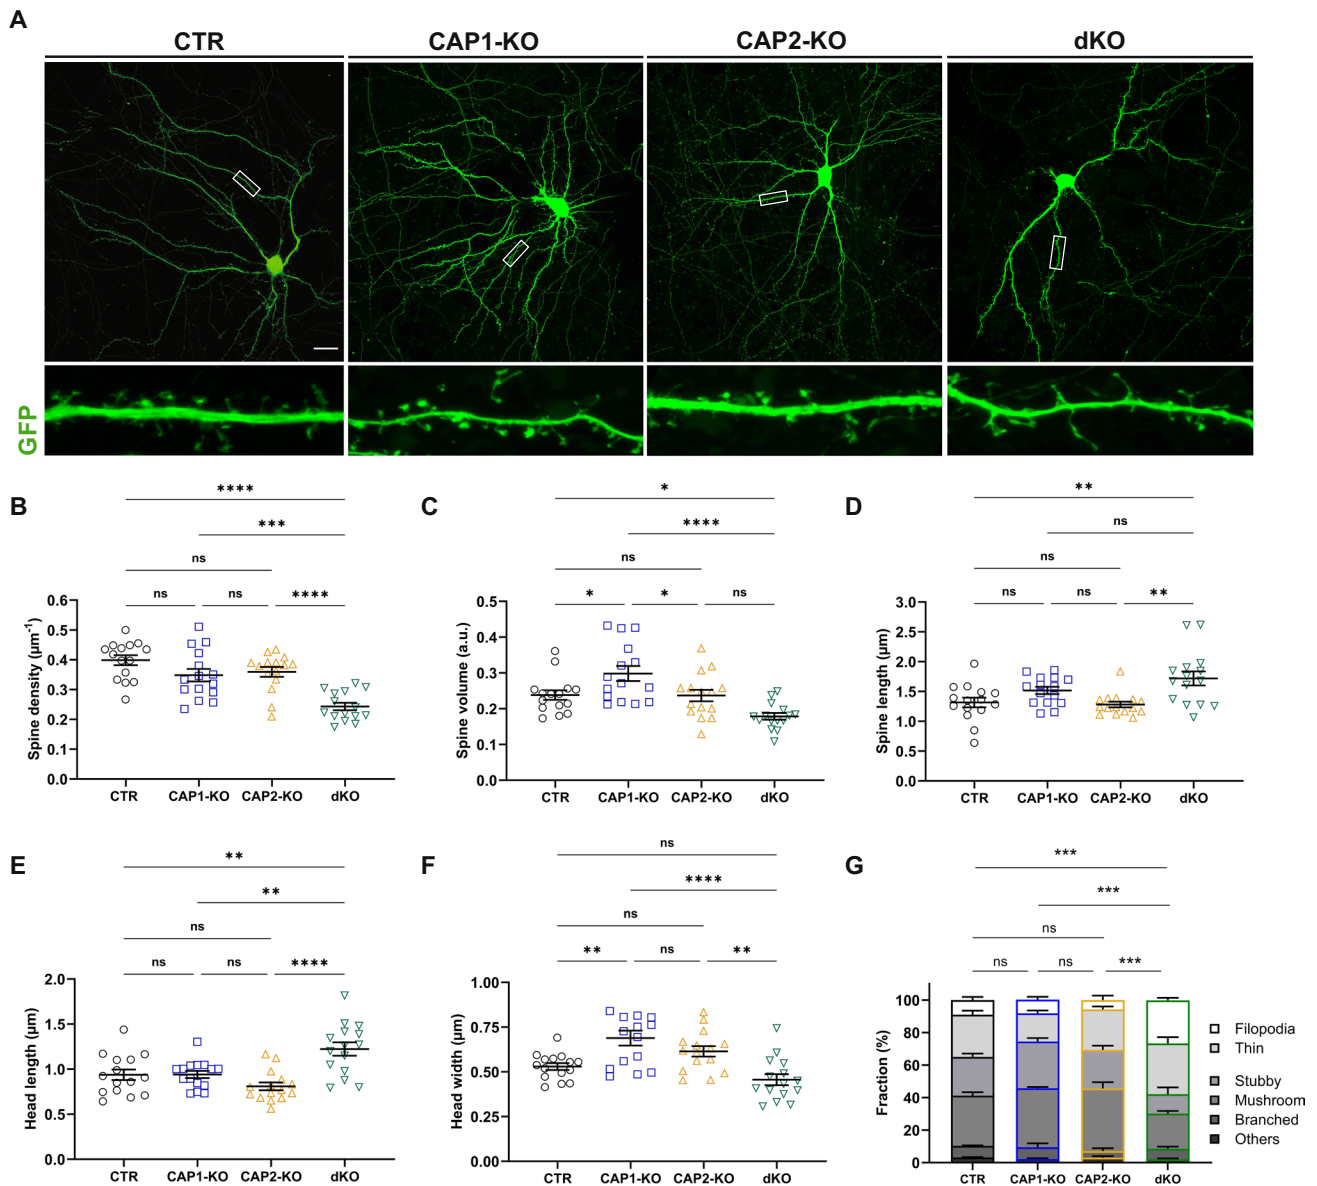 A
CTR CAP1-KO CAP2-KO dKO
GFP
B
****
***
ns
ns ns ****
Spine density (µm⁻¹)
0.6
0.5
0.4
0.3
0.2
0.1
0.0
CTR CAP1-KO CAP2-KO dKO
C
*
****
ns
* * ns
Spine volume (a.u.)
0.5
0.4
0.3
0.2
0.1
0.0
CTR CAP1-KO CAP2-KO dKO
D
**
ns
ns
ns ns **
Spine length (µm)
3.0
2.5
2.0
1.5
1.0
0.5
0.0
CTR CAP1-KO CAP2-KO dKO
E
**
**
ns
ns ns ****
Head length (µm)
2.0
1.5
1.0
0.5
0.0
CTR CAP1-KO CAP2-KO dKO
F
ns
****
ns
** ns **
Head width (µm)
1.00
0.75
0.50
0.25
0.00
CTR CAP1-KO CAP2-KO dKO
G
***
***
ns
ns ns ***
Fraction (%)
100
80
60
40
20
0
CTR CAP1-KO CAP2-KO dKO
Filopodia
Thin
Stubby
Mushroom
Branched
Others